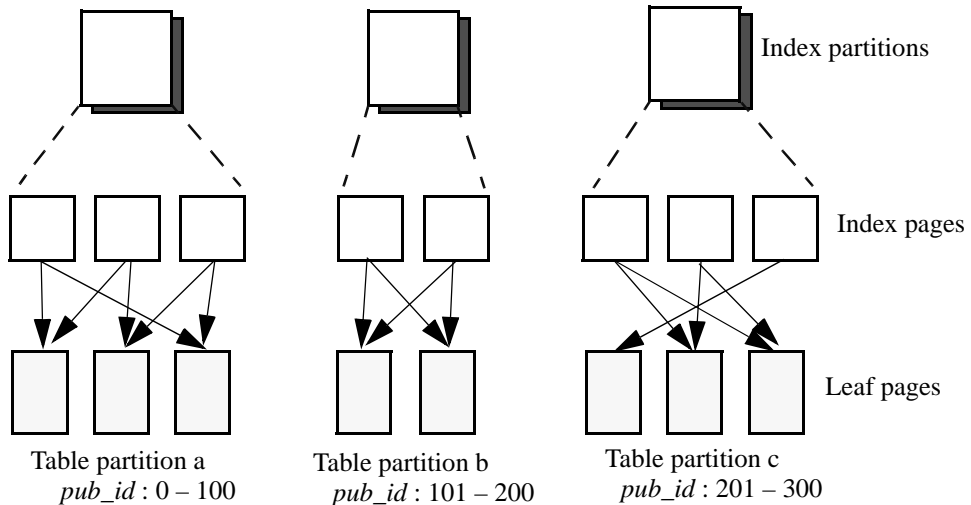 Index partitions
Index pages
Leaf pages
Table partition a
pub_id : 0 – 100
Table partition b
pub_id : 101 – 200
Table partition c
pub_id : 201 – 300